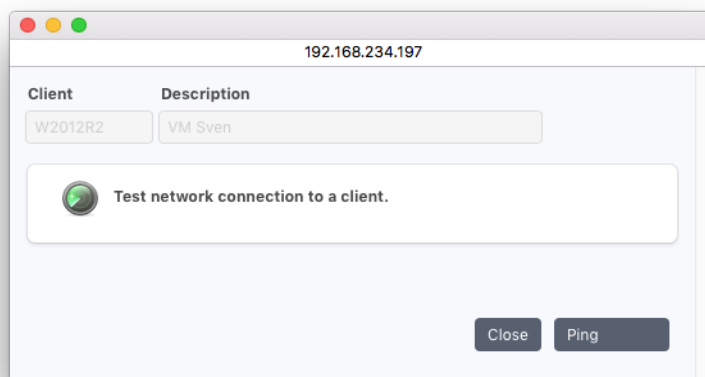 192.168.234.197
Client Description
W2012R2 VM Sven
Test network connection to a client.
Close Ping